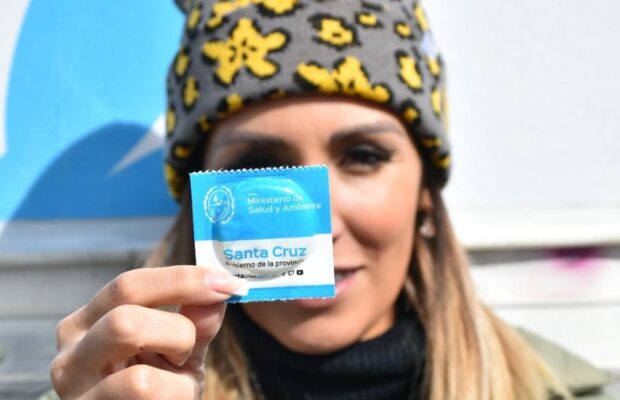 Ministerio de
Salud y Ambiente
Santa Cruz
Gobierno de la provincia